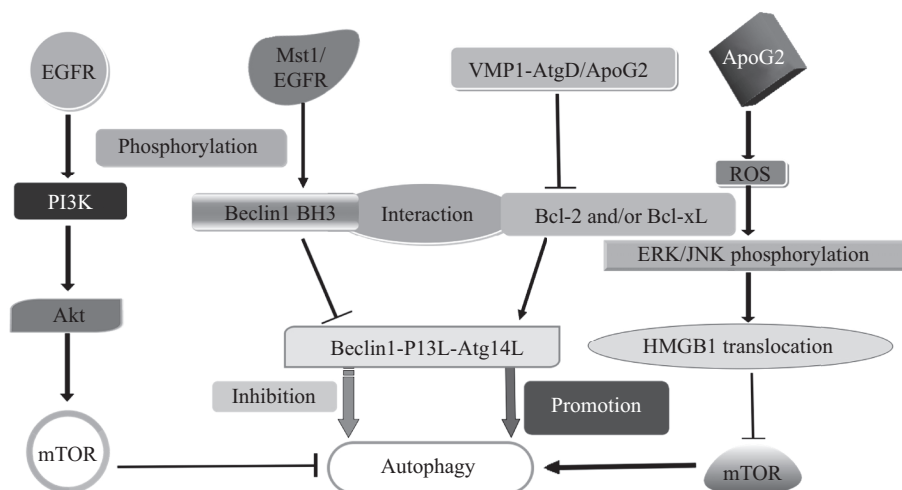 EGFR
Mst1/
EGFR
VMP1-AtgD/ApoG2
ApoG2
Phosphorylation
ROS
PI3K
Beclin1 BH3
Interaction
Bcl-2 and/or Bcl-xL
ERK/JNK phosphorylation
Akt
Beclin1-P13L-Atg14L
HMGB1 translocation
Inhibition
Promotion
mTOR
Autophagy
mTOR